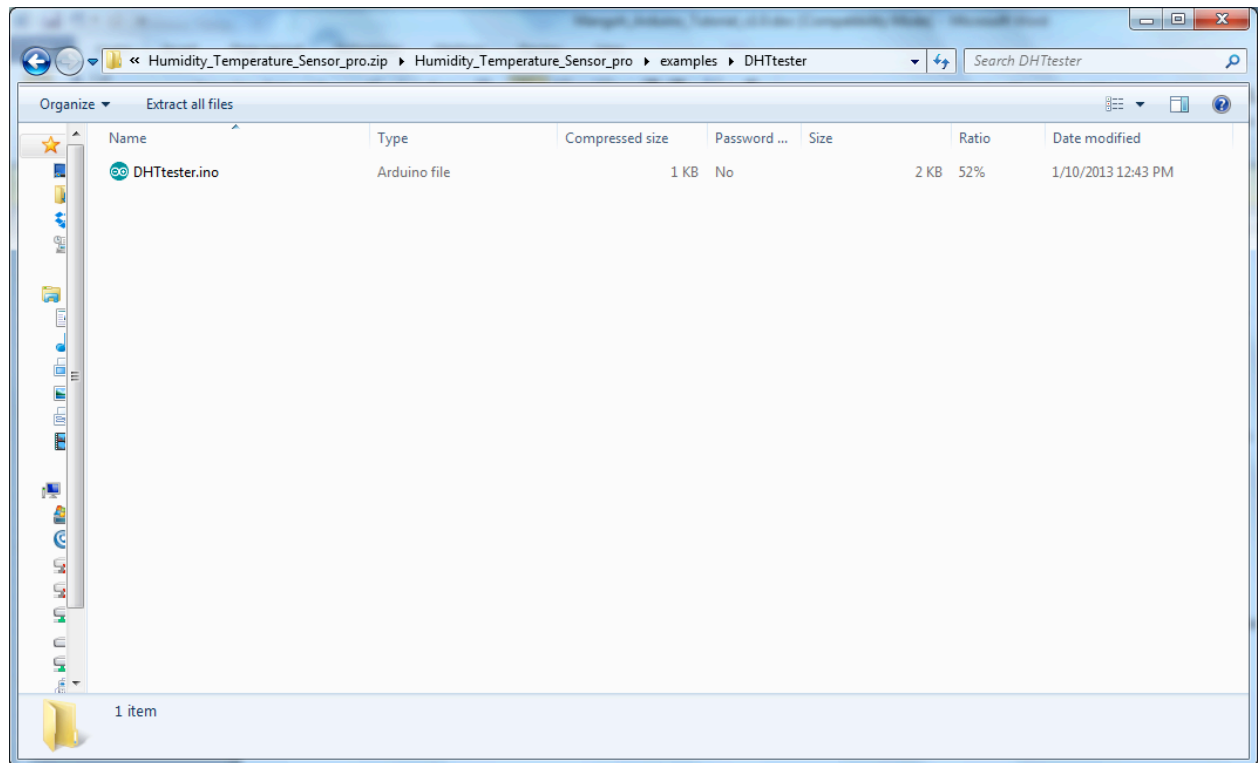 « Humidity_Temperature_Sensor_pro.zip ▸ Humidity_Temperature_Sensor_pro ▸ examples ▸ DHTtester Search DHTtester
Organize Extract all files
Name Type Compressed size Password ... Size Ratio Date modified
DHTtester.ino Arduino file 1 KB No 2 KB 52% 1/10/2013 12:43 PM
1 item